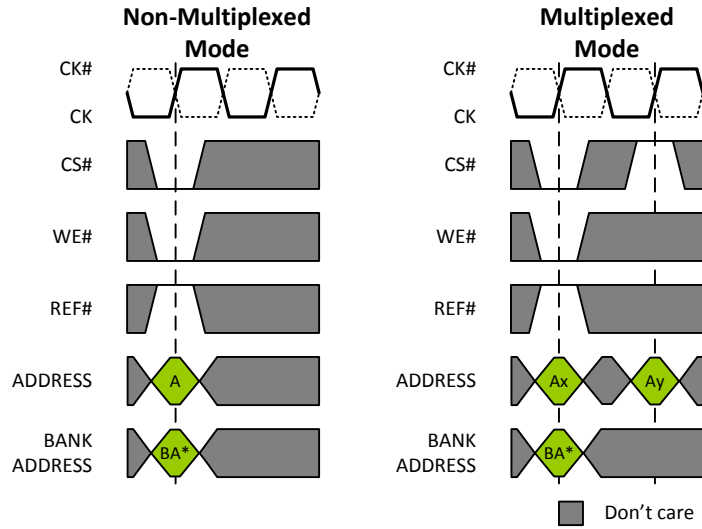 Non-Multiplexed
Mode
CK#
CK
CS#
WE#
REF#
ADDRESS
A
BANK
ADDRESS
BA*
Multiplexed
Mode
CK#
CK
CS#
WE#
REF#
ADDRESS
Ax
Ay
BANK
ADDRESS
BA*
Don't care